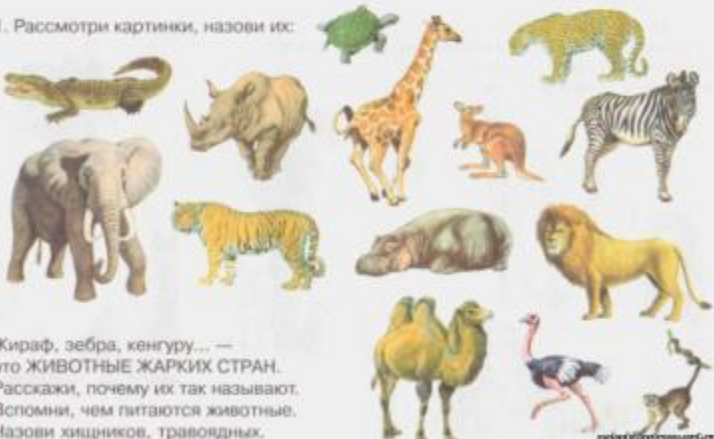 1. Рассмотри картинки, назови их:
Жираф, зебра, кенгуру... —
это ЖИВОТНЫЕ ЖАРКИХ СТРАН.
Расскажи, почему их так называют.
Вспомни, чем питаются животные.
Назови хищников, травоядных.